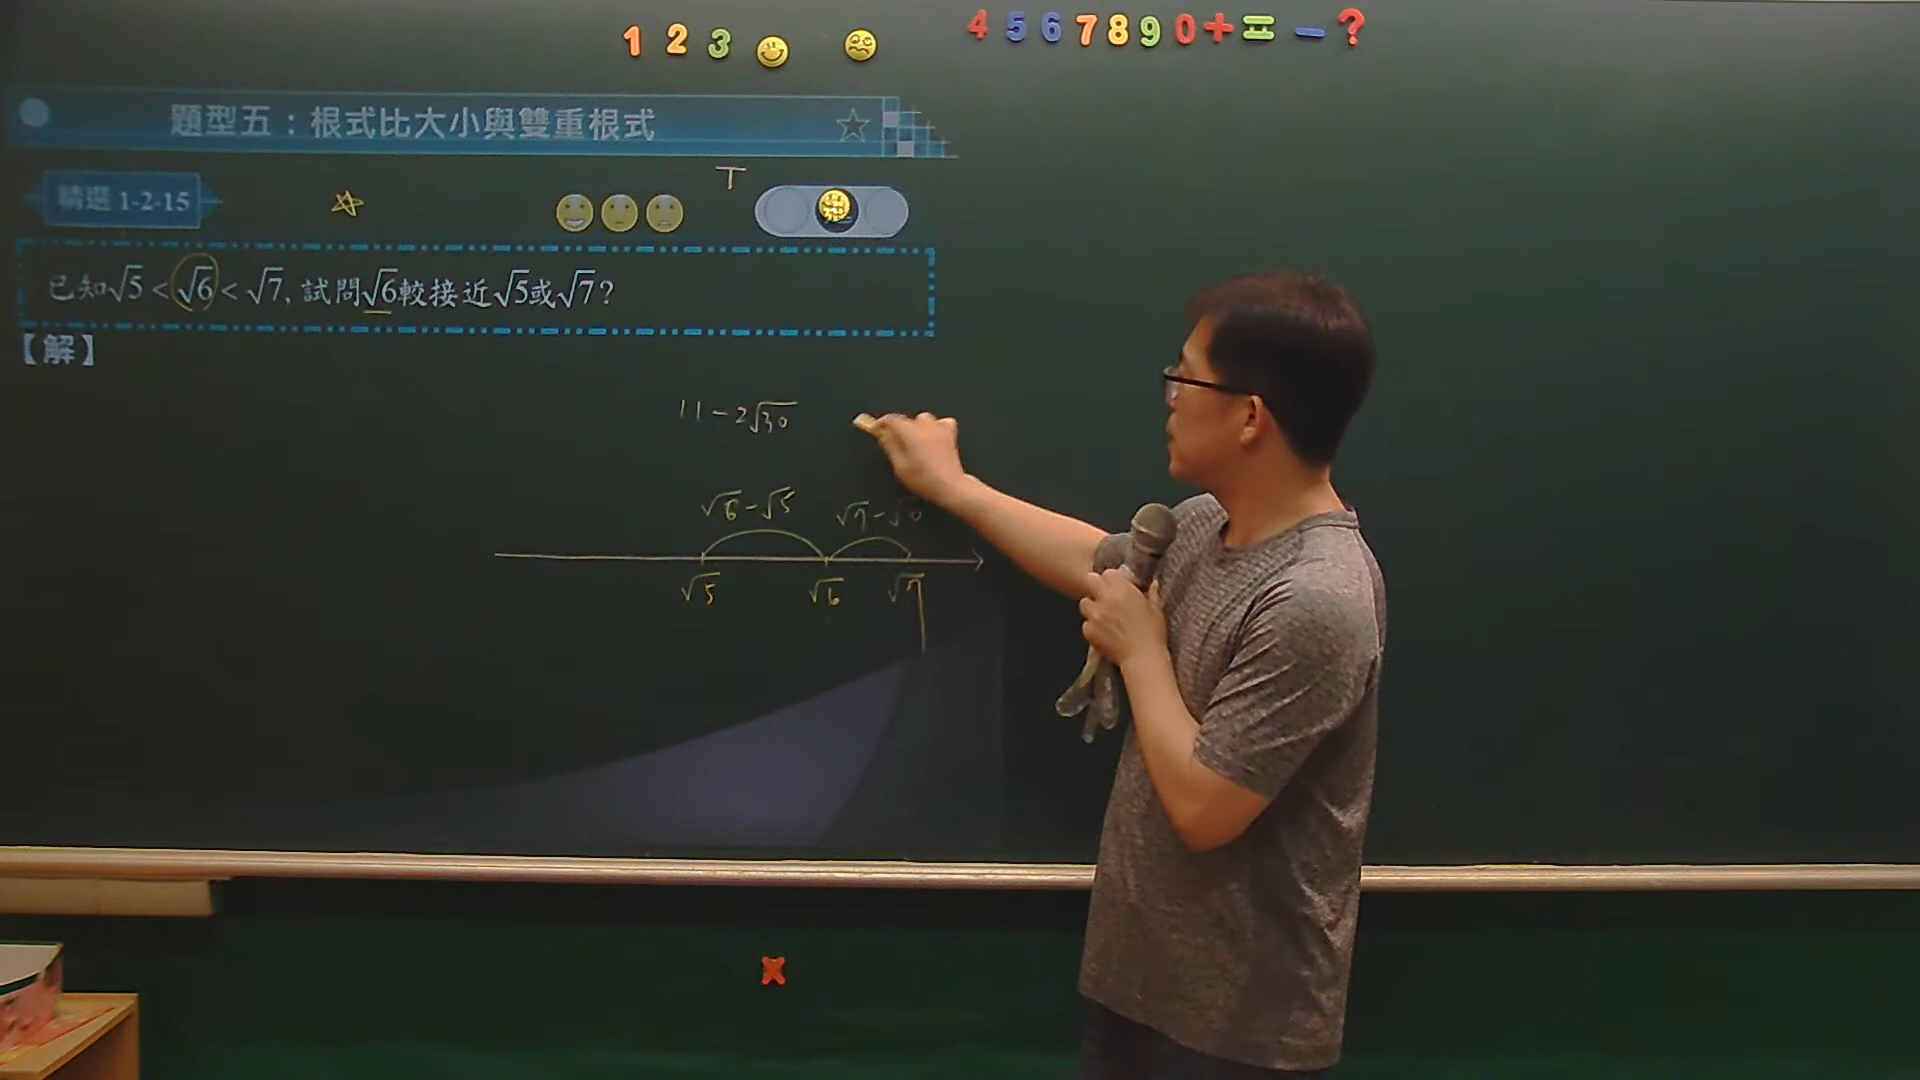 1 2 3
4 5 6 7 8 9 0 + = - ?
題型五：根式比大小與雙重根式
T
精選 1-2-15
已知√5 < √6 < √7, 試問√6較接近√5或√7?
【解】
11 - 2√30
√6 - √5 √7 - √6
√5 √6 √7
x